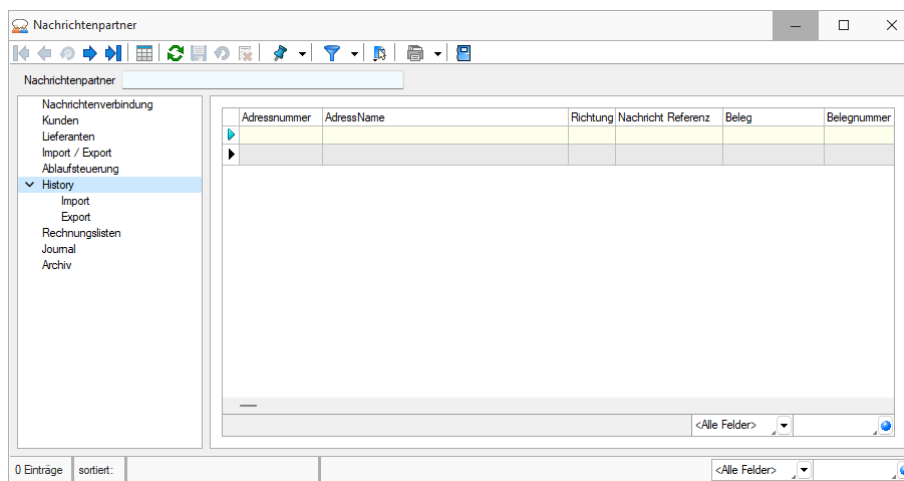 Nachrichtenpartner
Nachrichtenpartner
Nachrichtenverbindung
Kunden
Lieferanten
Import / Export
Ablaufsteuerung
History
Import
Export
Rechnungslisten
Journal
Archiv
Adressnummer AdressName Richtung Nachricht Referenz Beleg Belegnummer
<Alle Felder>
0 Einträge sortiert: <Alle Felder>